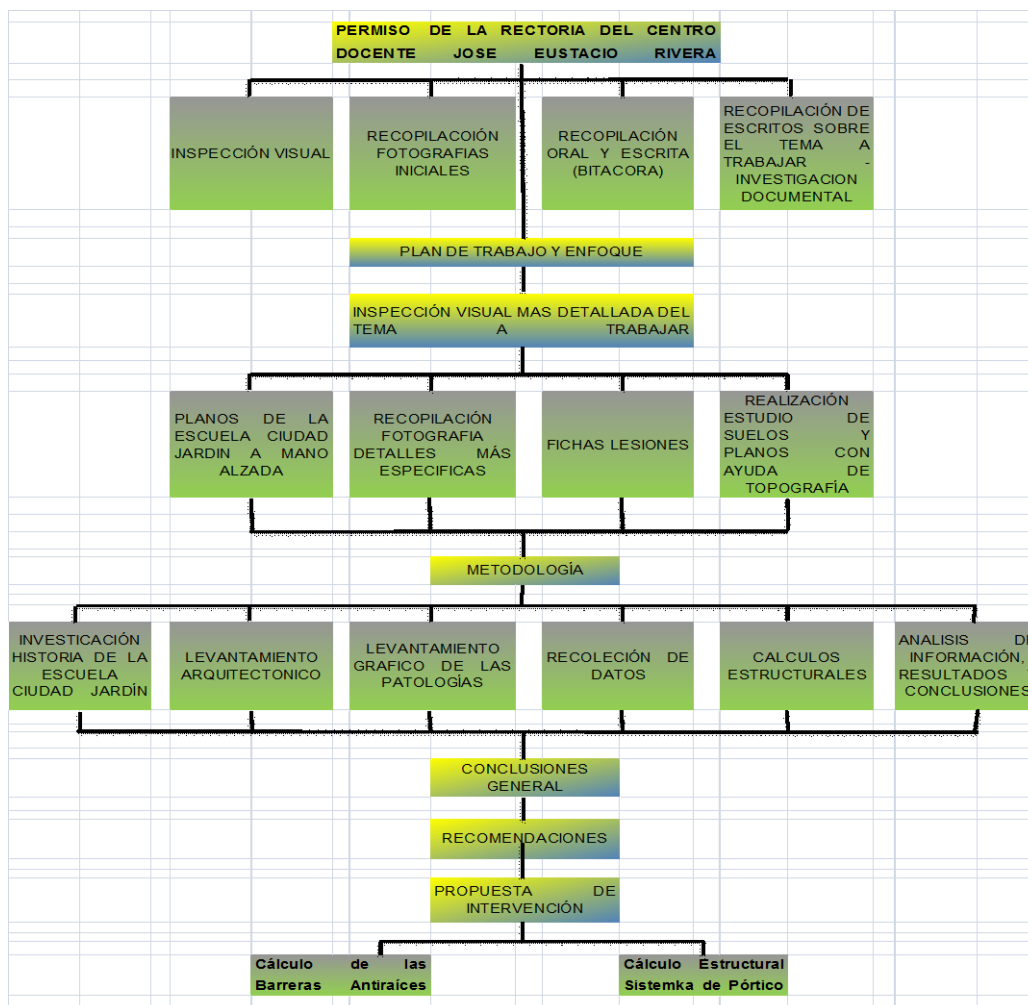 PERMISO DE LA RECTORIA DEL CENTRO
DOCENTE JOSE EUSTACIO RIVERA
INSPECCIÓN VISUAL
RECOPILACOIÓN
FOTOGRAFIAS
INICIALES
RECOPILACIÓN
ORAL Y ESCRITA
(BITACORA)
RECOPILACIÓN DE
ESCRITOS SOBRE
EL TEMA A
TRABAJAR -
INVESTIGACION
DOCUMENTAL
PLAN DE TRABAJO Y ENFOQUE
INSPECCIÓN VISUAL MAS DETALLADA DEL
TEMA A TRABAJAR
PLANOS DE LA
ESCUELA CIUDAD
JARDIN A MANO
ALZADA
RECOPILACIÓN
FOTOGRAFIA
DETALLES MÁS
ESPECIFICAS
FICHAS LESIONES
REALIZACIÓN
ESTUDIO DE
SUELOS Y
PLANOS CON
AYUDA DE
TOPOGRAFÍA
METODOLOGÌA
INVESTICACIÓN
HISTORIA DE LA
ESCUELA
CIUDAD JARDÍN
LEVANTAMIENTO
ARQUITECTONICO
LEVANTAMIENTO
GRAFICO DE LAS
PATOLOGÍAS
RECOLECIÓN DE
DATOS
CALCULOS
ESTRUCTURALES
ANALISIS DE
INFORMACIÓN,
RESULTADOS
CONCLUSIONES
CONCLUSIONES
GENERAL
RECOMENDACIONES
PROPUESTA DE
INTERVENCIÓN
Cálculo de las
Barreras Antiraíces
Cálculo Estructural
Sistemka de Pórtico